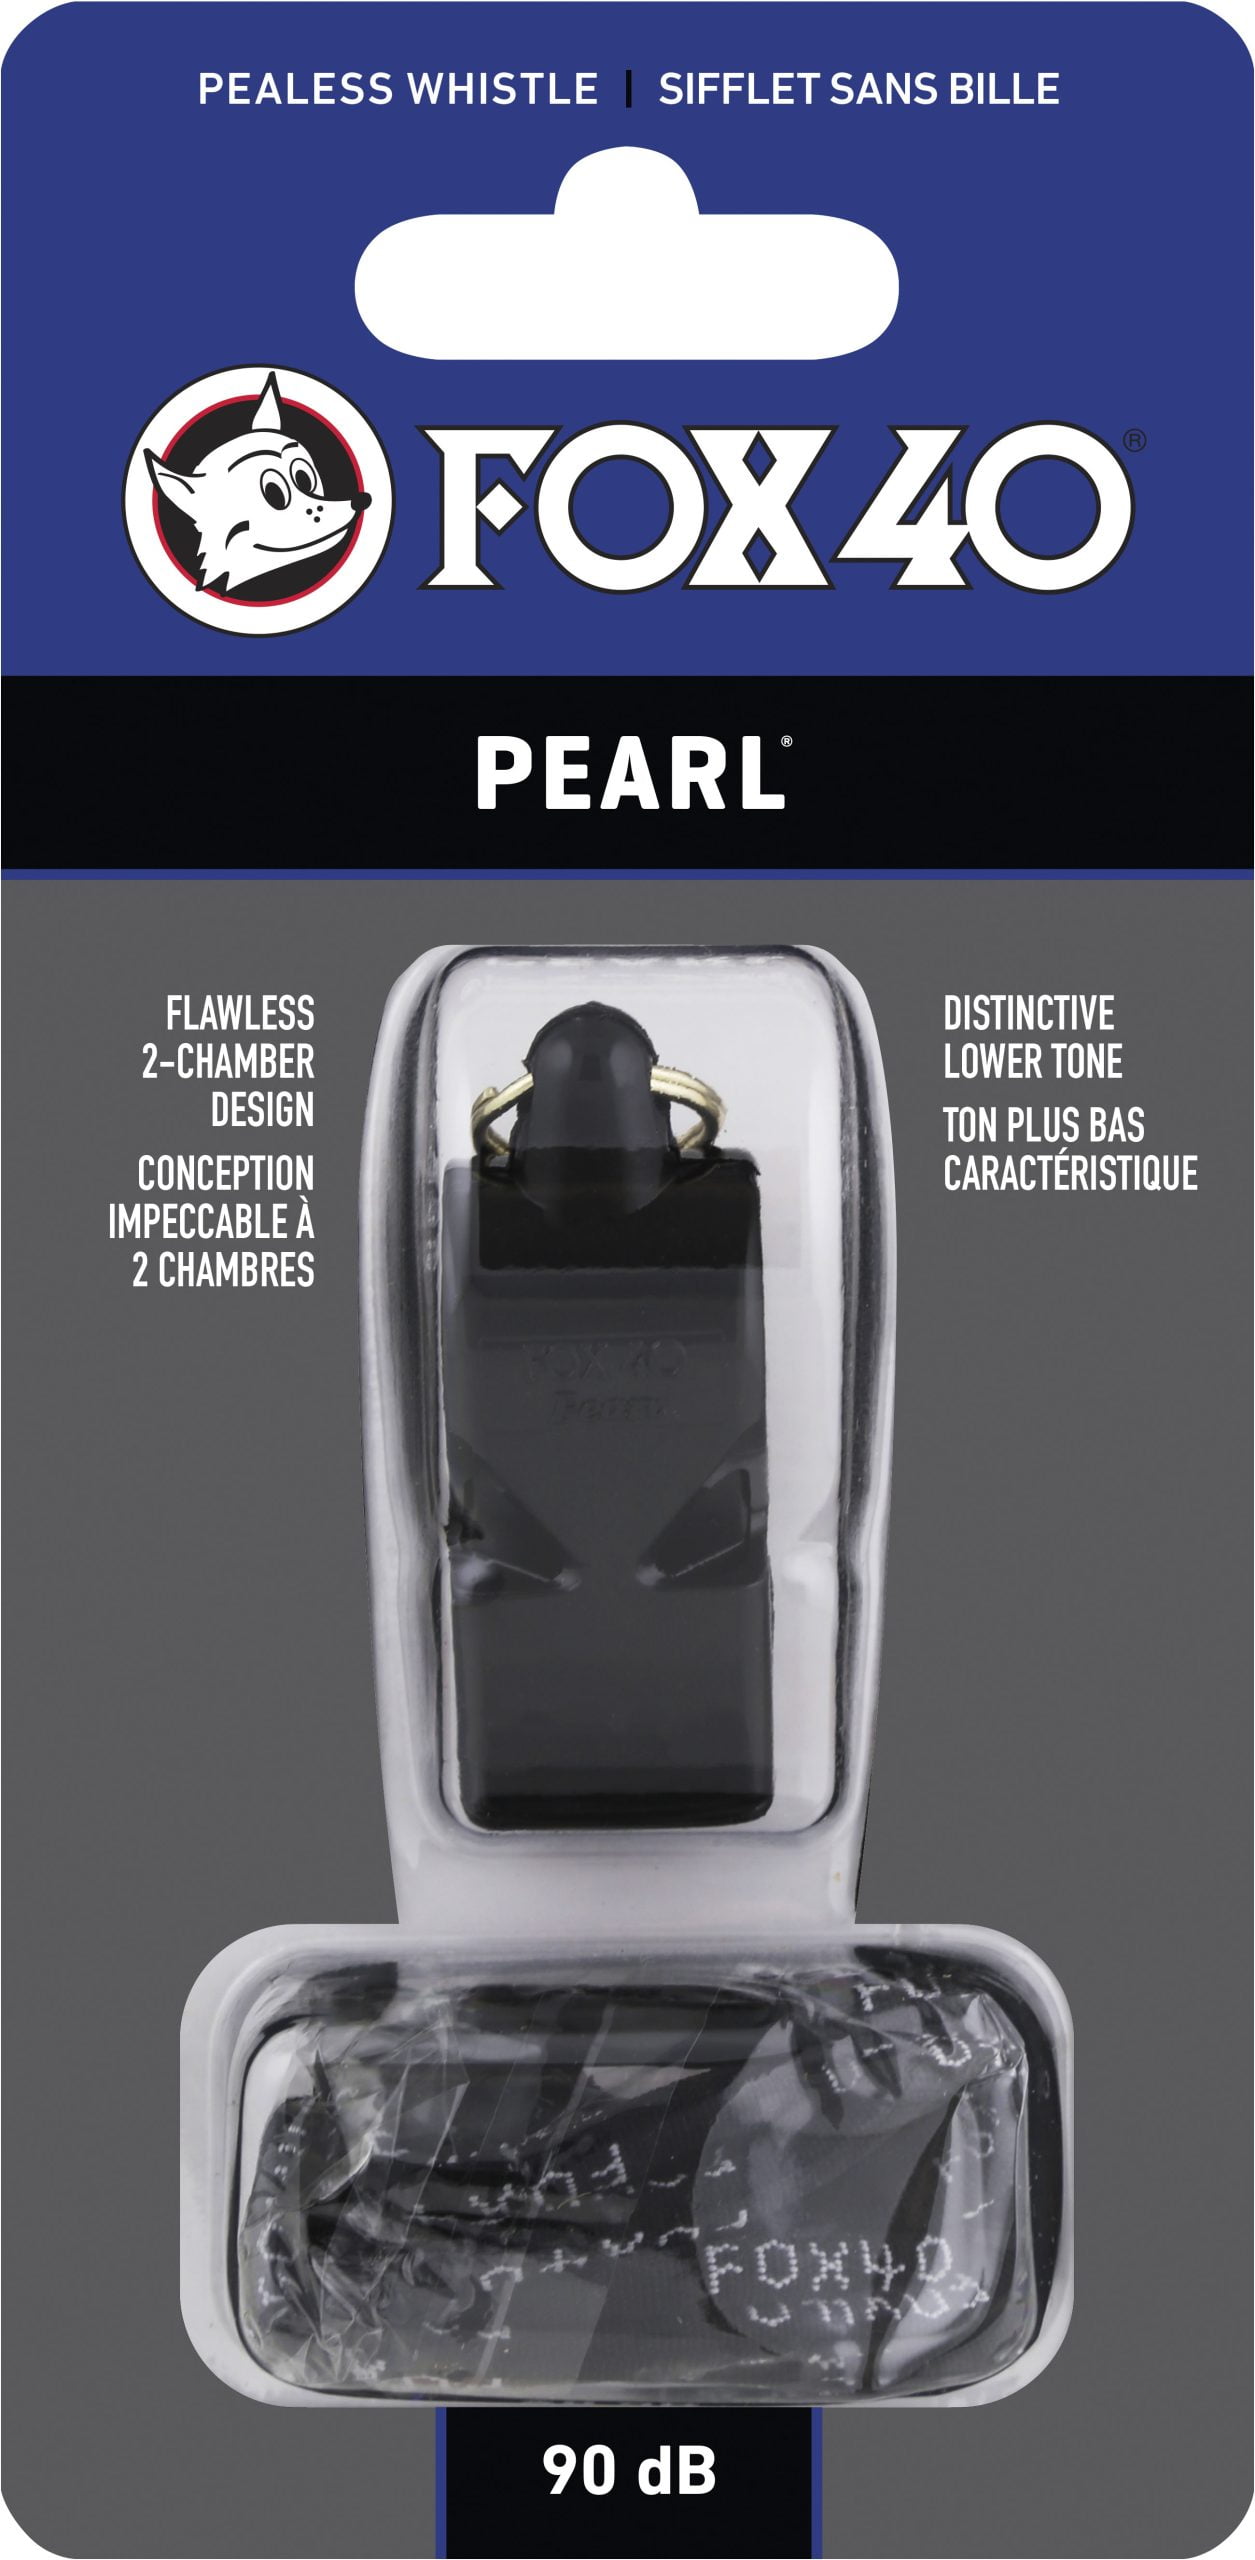 PEALESS WHISTLE | SIFFLET SANS BILLE
FOX 40®
PEARL®
FLAWLESS
2-CHAMBER
DESIGN
CONCEPTION
IMPECCABLE À
2 CHAMBRES
DISTINCTIVE
LOWER TONE
TON PLUS BAS
CARACTÉRISTIQUE
FOX 40
Pearl
FOX40
90 dB